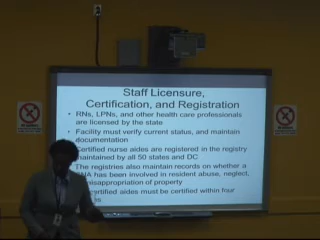 Staff Licensure,
Certification, and Registration
• RNs, LPNs, and other health care professionals
are licensed by the state
• Facility must verify current status, and maintain
documentation
Certified nurse aides are registered in the registry
maintained by all 50 states and DC
The registries also maintain records on whether a
NA has been involved in resident abuse, neglect,
misappropriation of property
aides must be certified within four